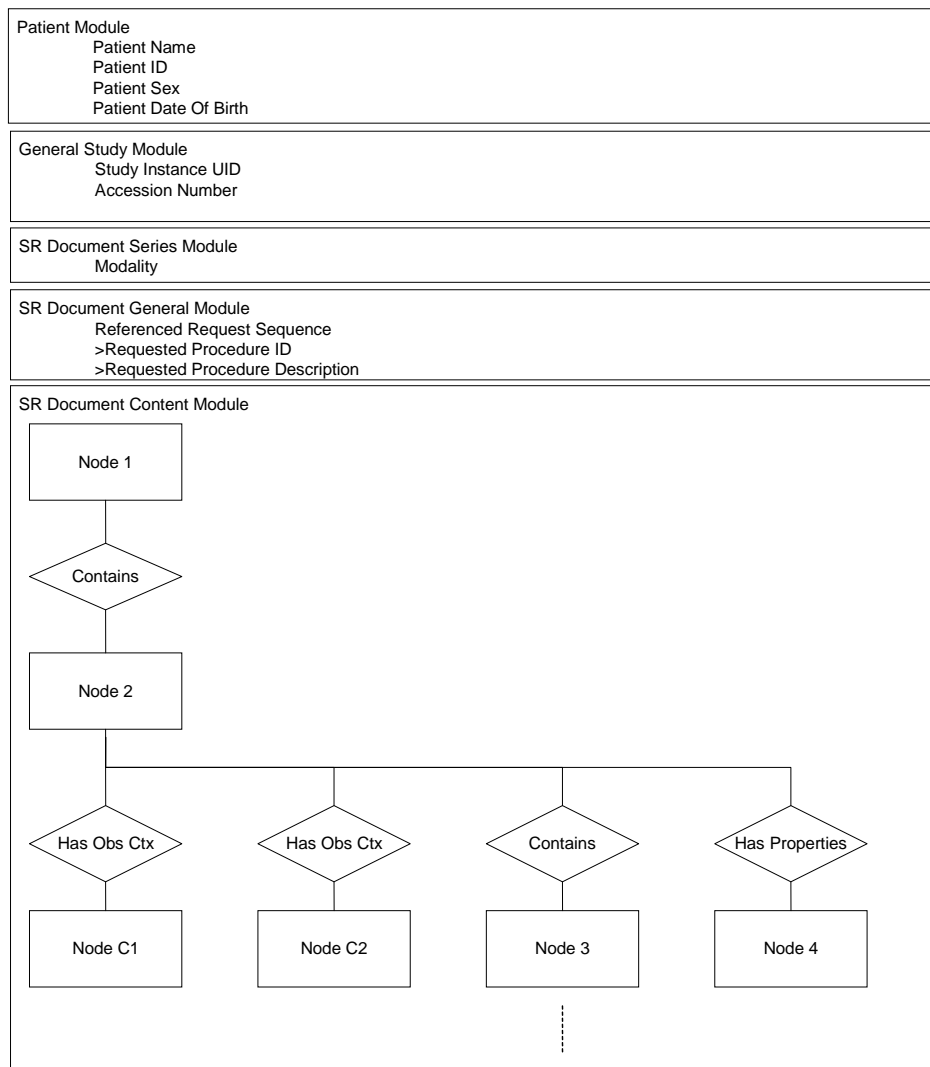 Patient Module
Patient Name
Patient ID
Patient Sex
Patient Date Of Birth
General Study Module
Study Instance UID
Accession Number
SR Document Series Module
Modality
SR Document General Module
Referenced Request Sequence
>Requested Procedure ID
>Requested Procedure Description
SR Document Content Module
Node 1
Contains
Node 2
Has Obs Ctx
Has Obs Ctx
Contains
Has Properties
Node C1
Node C2
Node 3
Node 4